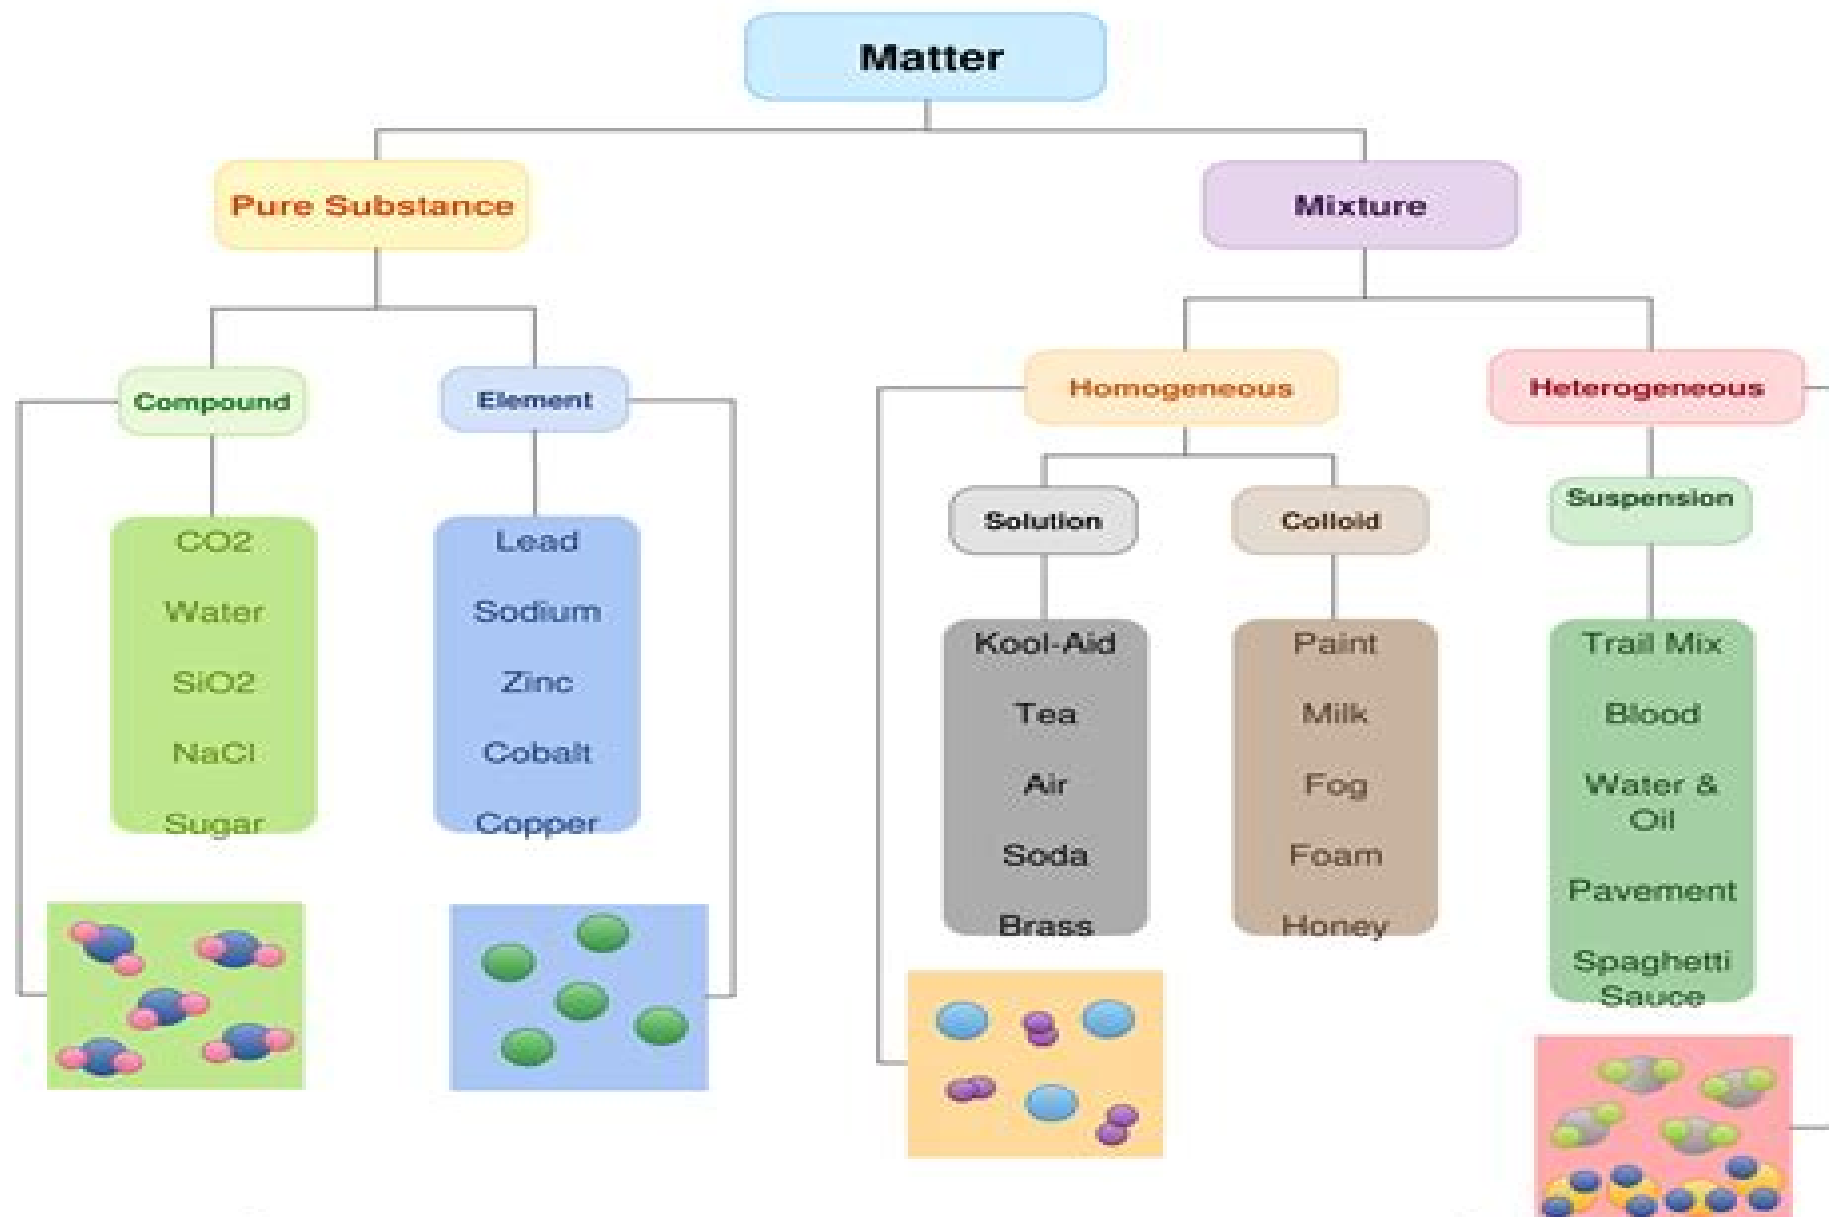 Matter
Pure Substance
Mixture
Compound
Element
Homogeneous
Heterogeneous
Solution
Colloid
Suspension
CO2
Water
SiO2
NaCl
Sugar
Lead
Sodium
Zinc
Cobalt
Copper
Kool-Aid
Tea
Air
Soda
Brass
Paint
Milk
Fog
Foam
Honey
Trail Mix
Blood
Water &
Oil
Pavement
Spaghetti
Sauce